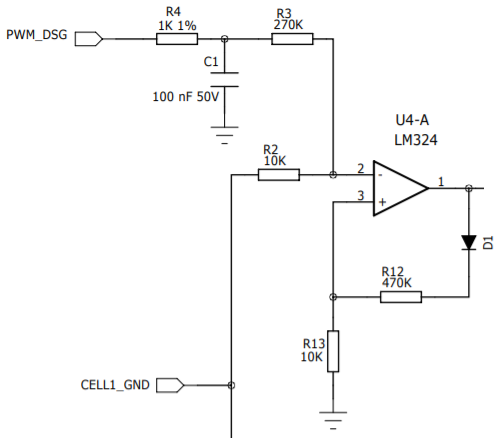 R4
1K 1%
PWM_DSG
R3
270K
C1
100 nF 50V
U4-A
LM324
R2
10K
2
-
1
3
+
D1
R12
470K
R13
10K
CELL1_GND